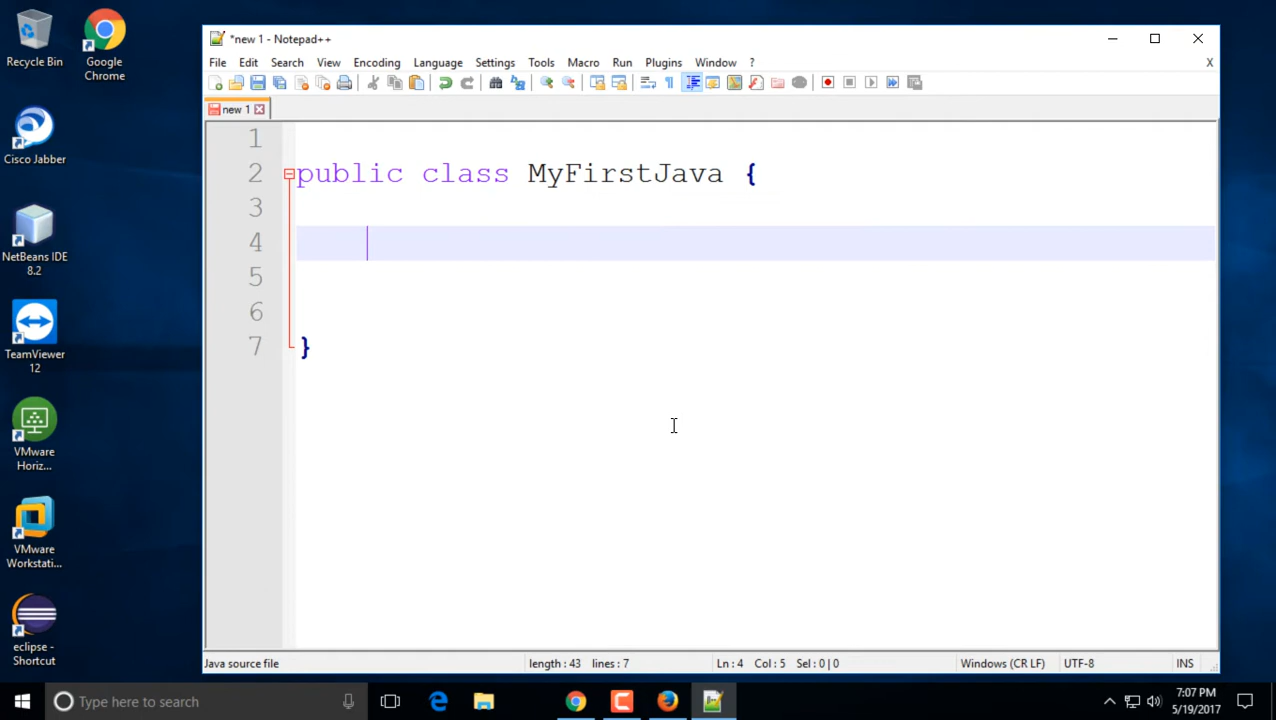 Recycle Bin
Google
Chrome
Cisco Jabber
NetBeans IDE
8.2
TeamViewer
12
VMware
Horiz...
VMware
Workstati...
eclipse -
Shortcut
*new 1 - Notepad++
File Edit Search View Encoding Language Settings Tools Macro Run Plugins Window ? X
new 1
1
2 public class MyFirstJava {
3
4
5
6
7 }
Java source file length : 43 lines : 7 Ln : 4 Col : 5 Sel : 0 | 0 Windows (CR LF) UTF-8 INS
Type here to search
7:07 PM
5/19/2017